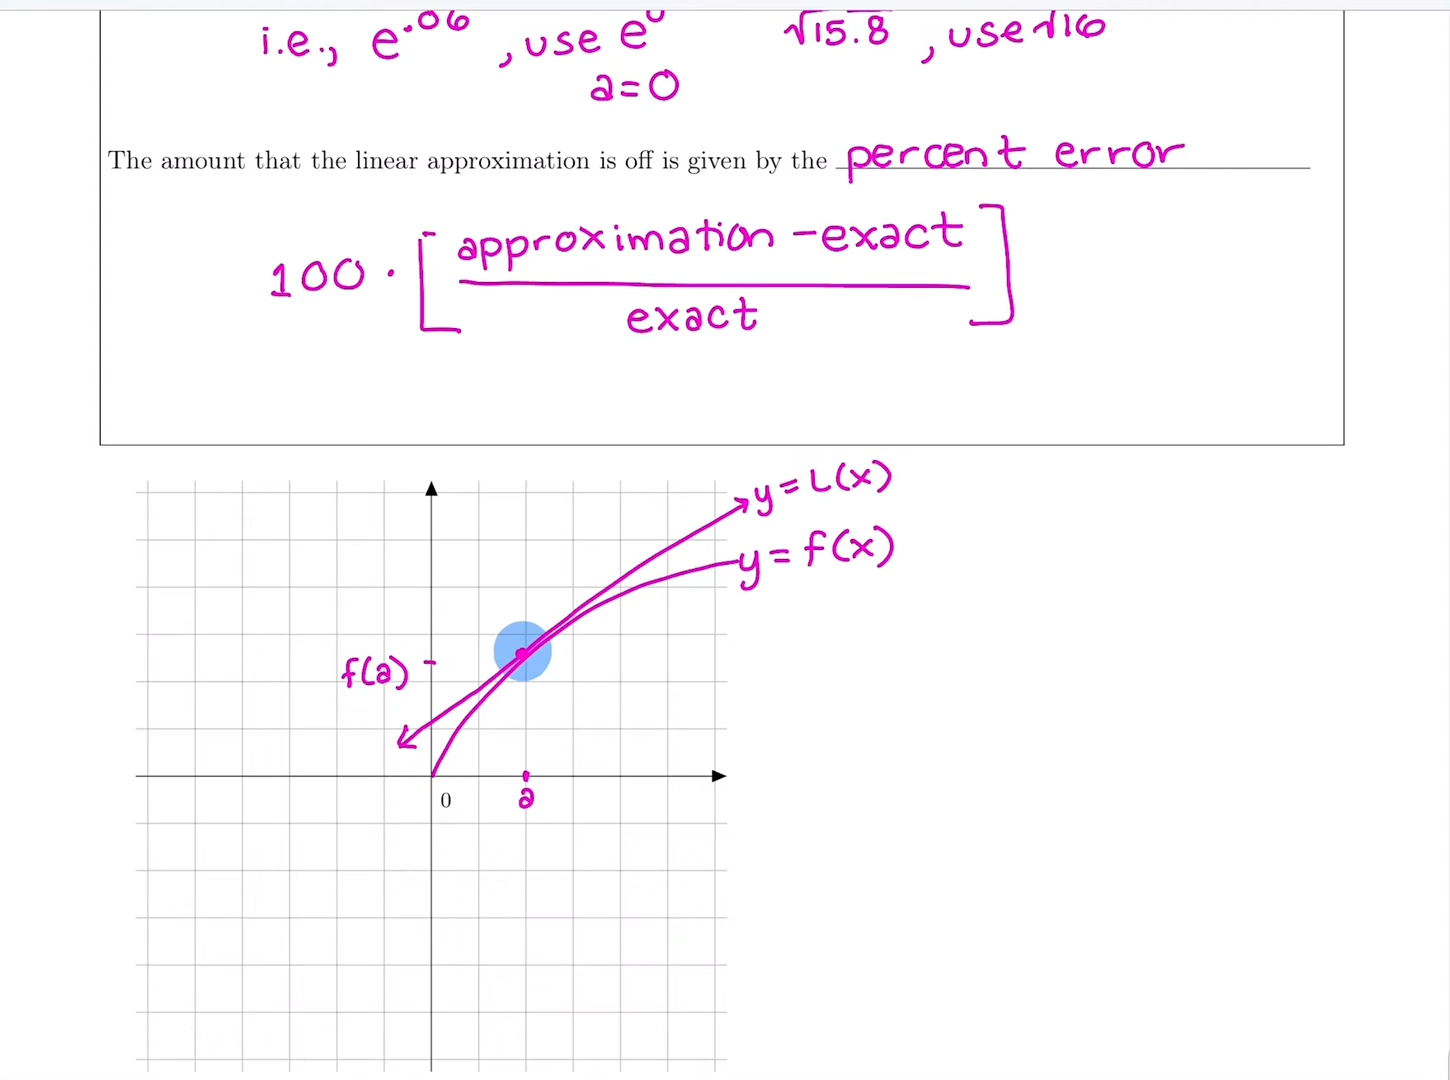 i.e., e^.06 , use e^0 √15.8 , use √16
a=0
The amount that the linear approximation is off is given by the percent error
100 · [ approximation - exact
exact ]
y = L(x)
y = f(x)
f(a)
0
a